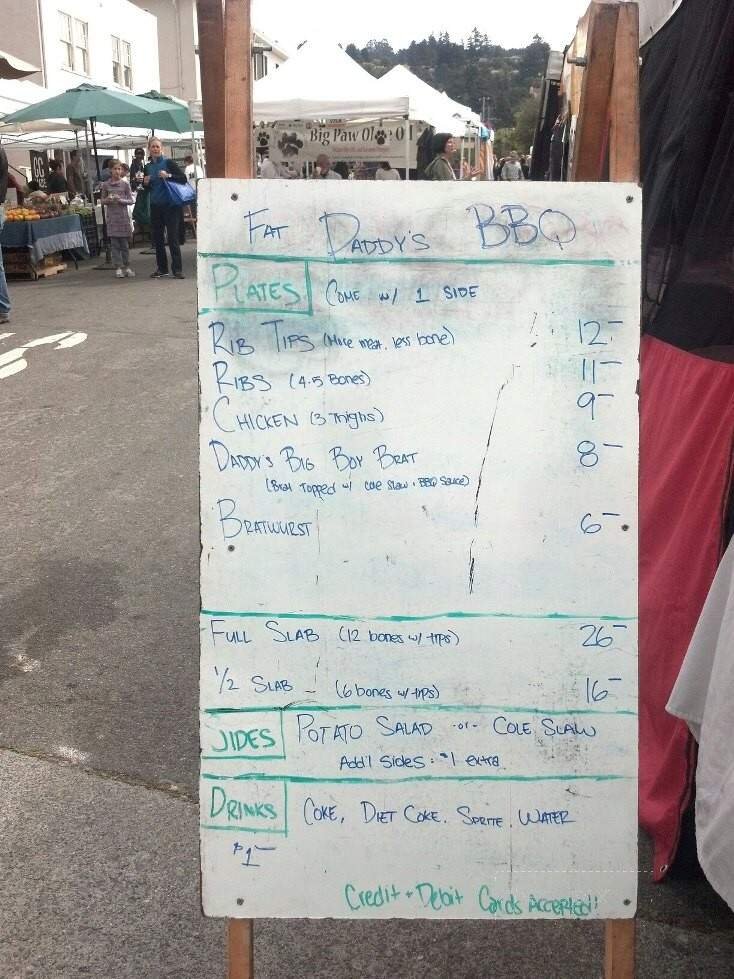 Big Paw Ol
FAT DADDY'S BBQ
PLATES COME W/ 1 SIDE
RIB TIPS (More meat, less bone) 12-
RIBS (4-5 BONES) 11-
CHICKEN (3 Thighs) 9-
DADDY'S BIG BOY BRAT 8-
(Brat Topped w/ cole slaw + BBQ sauce)
BRATWURST 6-
FULL SLAB (12 bones w/ tips) 26-
1/2 SLAB - (6 bones w/ tips) 16-
SIDES POTATO SALAD -or- COLE SLAW
Add'l Sides: $1 extra
DRINKS COKE, DIET COKE, SPRITE, WATER
$1-
Credit + Debit Cards Accepted!